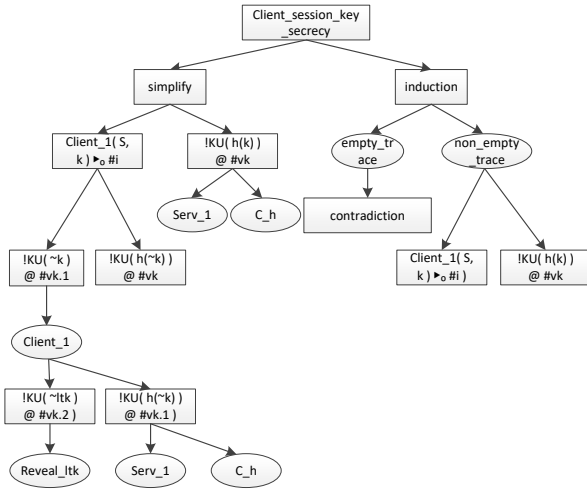 Client_session_key
_secrecy
simplify
induction
Client_1( S,
k ) ▶₀ #i
!KU( h(k) )
@ #vk
empty_tr
ace
non_empty
_trace
Serv_1
C_h
contradiction
!KU( ~k )
@ #vk.1
!KU( h(~k) )
@ #vk
Client_1( S,
k ) ▶₀ #i )
!KU( h(k) )
@ #vk
Client_1
!KU( ~ltk )
@ #vk.2 )
!KU( h(~k) )
@ #vk.1 )
Reveal_ltk
Serv_1
C_h